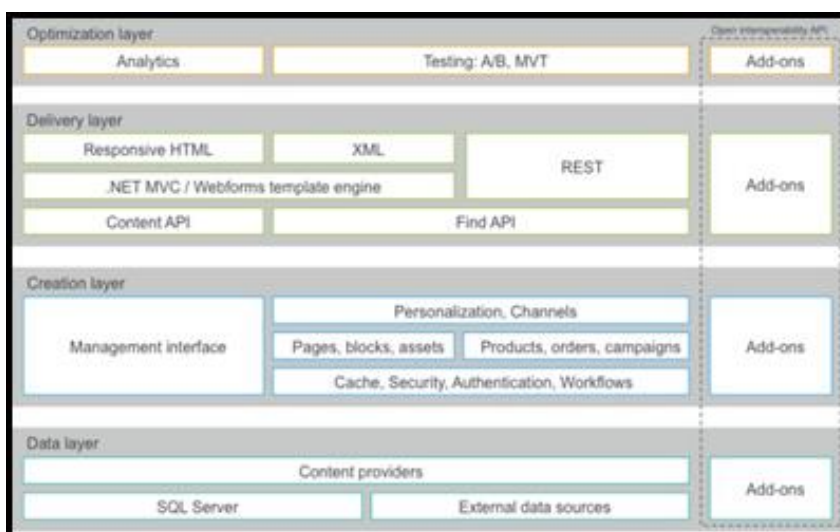 Open interoperability API
Optimization layer
Analytics
Testing: A/B, MVT
Add-ons
Delivery layer
Responsive HTML
XML
REST
.NET MVC / Webforms template engine
Add-ons
Content API
Find API
Creation layer
Management interface
Personalization, Channels
Pages, blocks, assets
Products, orders, campaigns
Cache, Security, Authentication, Workflows
Add-ons
Data layer
Content providers
SQL Server
External data sources
Add-ons